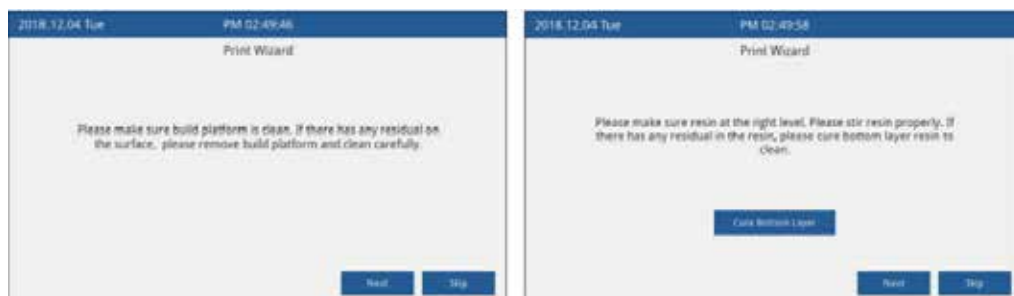 2018.12.04 Tue
PM 02:49:46
Print Wizard
Please make sure build platform is clean. If there has any residual on
the surface, please remove build platform and clean carefully.
Next
Skip
2018.12.04 Tue
PM 02:49:58
Print Wizard
Please make sure resin at the right level. Please stir resin properly. If
there has any residual in the resin, please cure bottom layer resin to
clean.
Cure Bottom Layer
Next
Skip